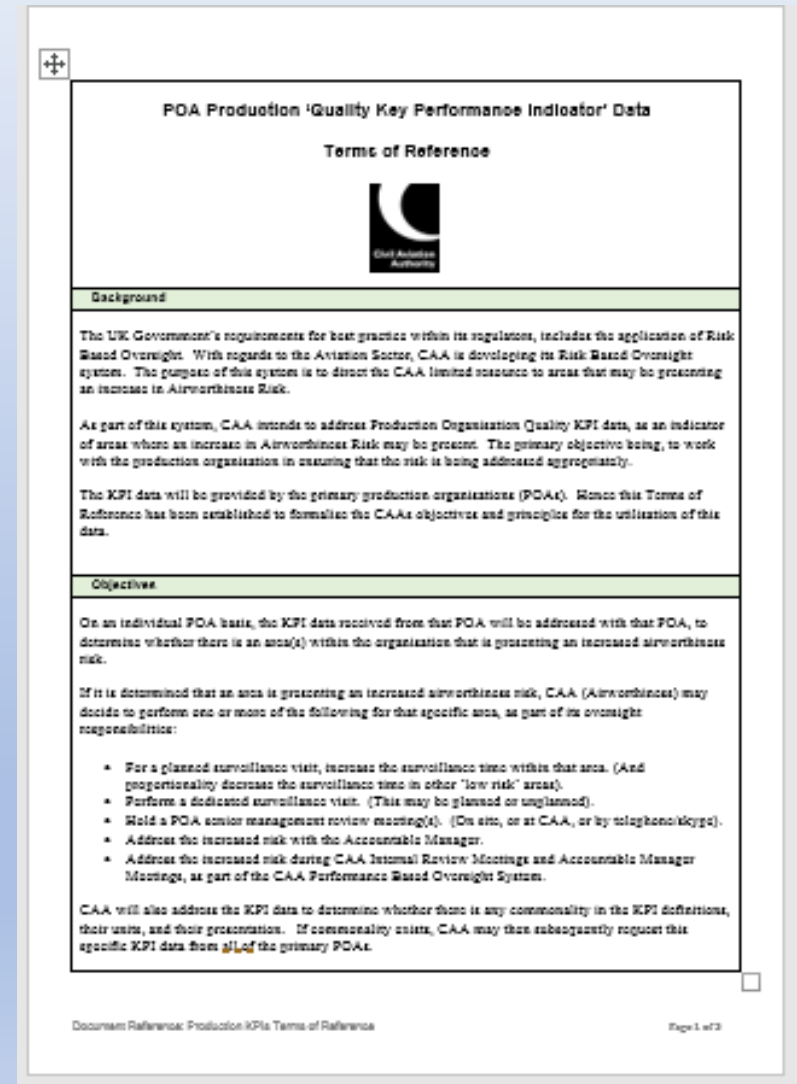 POA Production ‘Quality Key Performance Indicator’ Data
Terms of Reference
Civil Aviation
Authority
Background
The UK Government’s requirements for best practice within its regulators, includes the application of Risk
Based Oversight.  With regards to the Aviation Sector, CAA is developing its Risk Based Oversight
system.  The purpose of this system is to direct the CAA limited resource to areas that may be presenting
an increase in Airworthiness Risk.
As part of this system, CAA intends to address Production Organisation Quality KPI data, as an indicator
of areas where an increase in Airworthiness Risk may be present.  The primary objective being, to work
with the production organisation in ensuring that the risk is being addressed appropriately.
The KPI data will be provided by the primary production organisations (POAs).  Hence this Terms of
Reference has been established to formalise the CAAs objectives and principles for the utilisation of this
data.
Objectives
On an individual POA basis, the KPI data received from that POA will be addressed with that POA, to
determine whether there is an area(s) within the organisation that is presenting an increased airworthiness
risk.
If it is determined that an area is presenting an increased airworthiness risk, CAA (Airworthiness) may
decide to perform one or more of the following for that specific area, as part of its oversight
responsibilities:
• For a planned surveillance visit, increase the surveillance time within that area. (And
proportionality decrease the surveillance time in other ‘low risk’ areas).
• Perform a dedicated surveillance visit.  (This may be planned or unplanned).
• Hold a POA senior management review meeting(s).  (On site, or at CAA, or by telephone/skype).
• Address the increased risk with the Accountable Manager.
• Address the increased risk during CAA Internal Review Meetings and Accountable Manager
Meetings, as part of the CAA Performance Based Oversight System.
CAA will also address the KPI data to determine whether there is any commonality in the KPI definitions,
their units, and their presentation.   If commonality exists, CAA may then subsequently request this
specific KPI data from all of the primary POAs.
Document Reference: Production KPIs Terms of Reference
Page 1 of 2